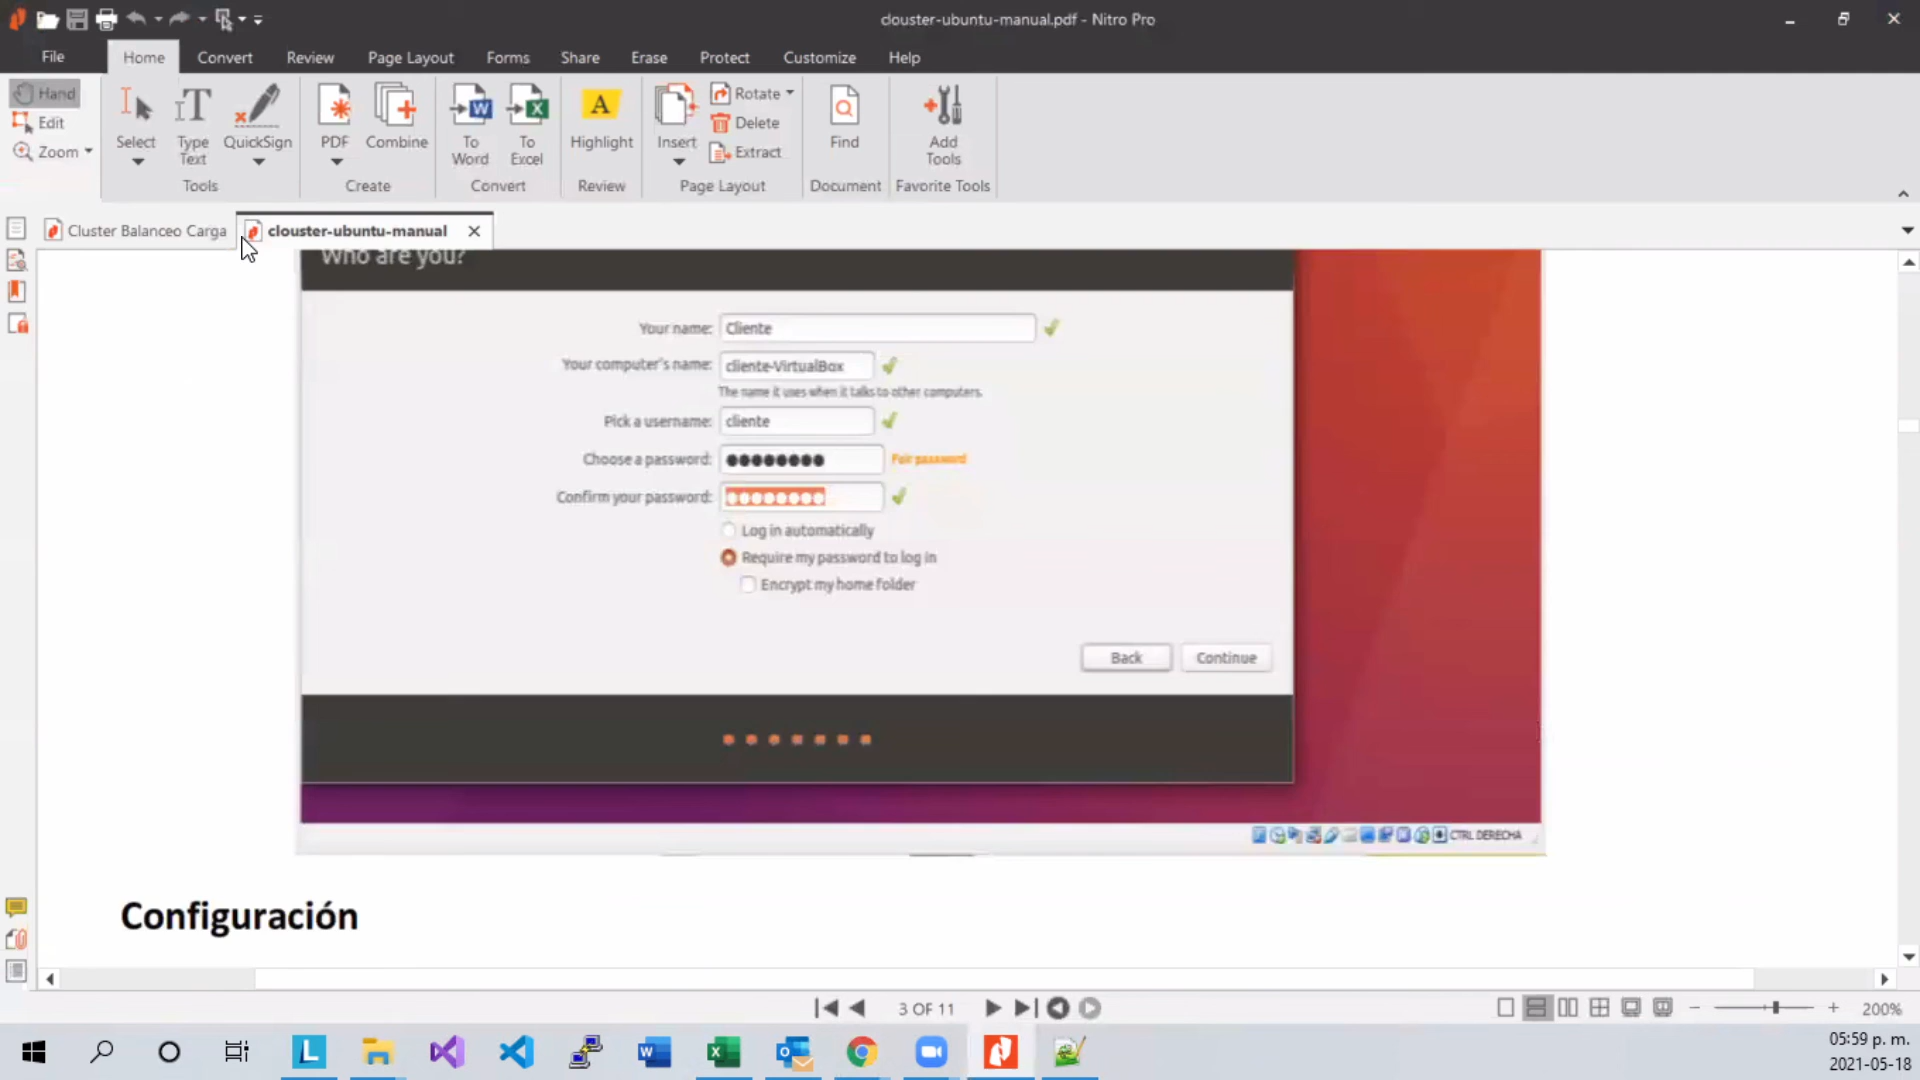 clouster-ubuntu-manual.pdf - Nitro Pro
File
Home
Convert
Review
Page Layout
Forms
Share
Erase
Protect
Customize
Help
Hand
Edit
Zoom
Select
Type
Text
QuickSign
Tools
PDF
Combine
Create
To
Word
To
Excel
Convert
Highlight
Review
Insert
Rotate
Delete
Extract
Page Layout
Find
Document
Add
Tools
Favorite Tools
Cluster Balanceo Carga
clouster-ubuntu-manual
Who are you?
Your name: Cliente
Your computer's name: cliente-VirtualBox
The name it uses when it talks to other computers.
Pick a username: cliente
Choose a password: Fair password
Confirm your password:
Log in automatically
Require my password to log in
Encrypt my home folder
Back
Continue
CTRL DERECHA
Configuración
3 OF 11
200%
05:59 p. m.
2021-05-18